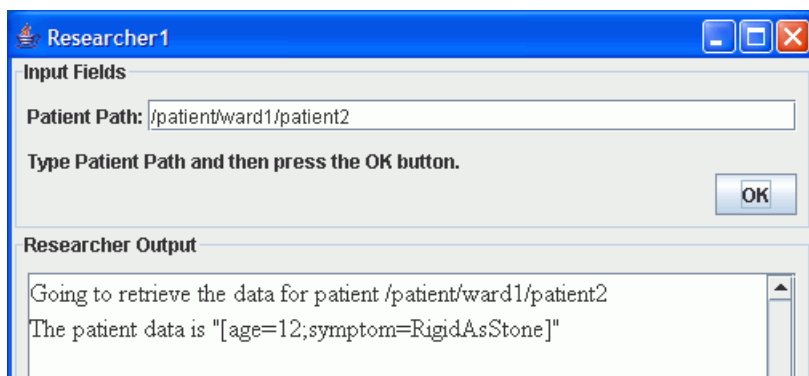 Researcher1
Input Fields
Patient Path: /patient/ward1/patient2
Type Patient Path and then press the OK button.
OK
Researcher Output
Going to retrieve the data for patient /patient/ward1/patient2
The patient data is "[age=12;symptom=RigidAsStone]"